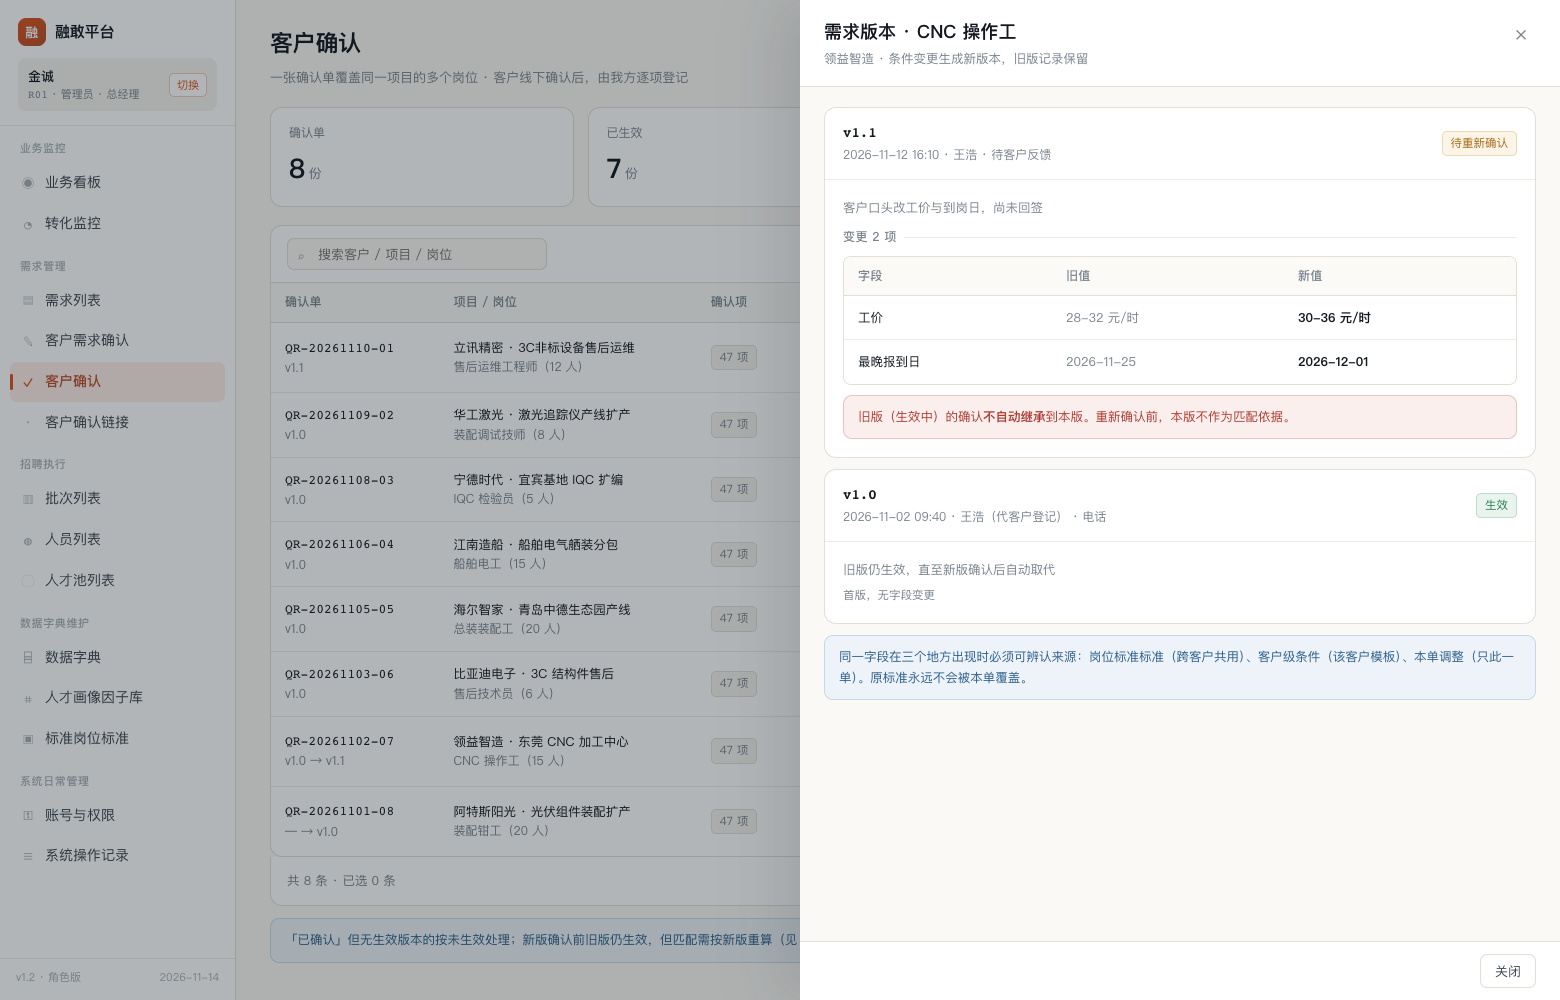 融 融敢平台
金诚
R01 · 管理员 · 总经理
切换
业务监控
业务看板
转化监控
需求管理
需求列表
客户需求确认
客户确认
客户确认链接
招聘执行
批次列表
人员列表
人才池列表
数据字典维护
数据字典
人才画像因子库
标准岗位标准
系统日常管理
账号与权限
系统操作记录
v1.2 · 角色版 2026-11-14
客户确认
一张确认单覆盖同一项目的多个岗位 · 客户线下确认后，由我方逐项登记
确认单
8 份
已生效
7 份
搜索客户 / 项目 / 岗位
确认单 项目 / 岗位 确认项
QR-20261110-01 立讯精密 · 3C非标设备售后运维 47 项
v1.1 售后运维工程师（12 人）
QR-20261109-02 华工激光 · 激光追踪仪产线扩产 47 项
v1.0 装配调试技师（8 人）
QR-20261108-03 宁德时代 · 宜宾基地 IQC 扩编 47 项
v1.0 IQC 检验员（5 人）
QR-20261106-04 江南造船 · 船舶电气舾装分包 47 项
v1.0 船舶电工（15 人）
QR-20261105-05 海尔智家 · 青岛中德生态园产线 47 项
v1.0 总装装配工（20 人）
QR-20261103-06 比亚迪电子 · 3C 结构件售后 47 项
v1.0 售后技术员（6 人）
QR-20261102-07 领益智造 · 东莞 CNC 加工中心 47 项
v1.0 → v1.1 CNC 操作工（15 人）
QR-20261101-08 阿特斯阳光 · 光伏组件装配扩产 47 项
— → v1.0 装配钳工（20 人）
共 8 条 · 已选 0 条
「已确认」但无生效版本的按未生效处理；新版确认前旧版仍生效，但匹配需按新版重算（见
需求版本 · CNC 操作工
领益智造 · 条件变更生成新版本，旧版记录保留
v1.1
2026-11-12 16:10 · 王浩 · 待客户反馈
待重新确认
客户口头改工价与到岗日，尚未回签
变更 2 项
字段 旧值 新值
工价 28-32 元/时 30-36 元/时
最晚报到日 2026-11-25 2026-12-01
旧版（生效中）的确认不自动继承到本版。重新确认前，本版不作为匹配依据。
v1.0
2026-11-02 09:40 · 王浩（代客户登记） · 电话
生效
旧版仍生效，直至新版确认后自动取代
首版，无字段变更
同一字段在三个地方出现时必须可辨认来源：岗位标准标准（跨客户共用）、客户级条件（该客户模板）、本单调整（只此一
单）。原标准永远不会被本单覆盖。
关闭